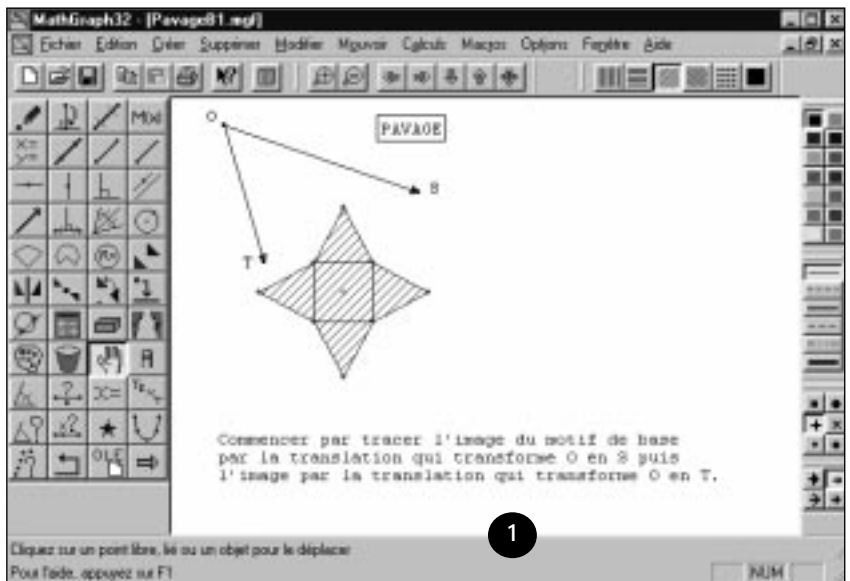 MathGraph32 - [Pavage81.mgf]
Fichier Edition Créer Supprimer Modifier Mouvoir Calculs Macros Options Fenêtre Aide
M(x)
x=
y=
O
PAVAGE
S
T
Commencer par tracer l'image du motif de base
par la translation qui transforme O en S puis
l'image par la translation qui transforme O en T.
x=
x?
OLE
1
Cliquez sur un point libre, lié ou un objet pour le déplacer
Pour l'aide, appuyez sur F1
NUM